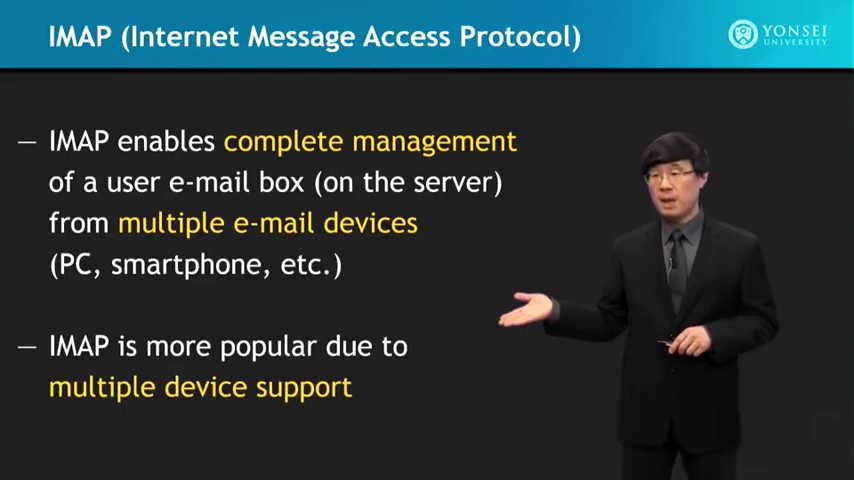 IMAP (Internet Message Access Protocol)
YONSEI
UNIVERSITY
— IMAP enables complete management
of a user e-mail box (on the server)
from multiple e-mail devices
(PC, smartphone, etc.)
— IMAP is more popular due to
multiple device support